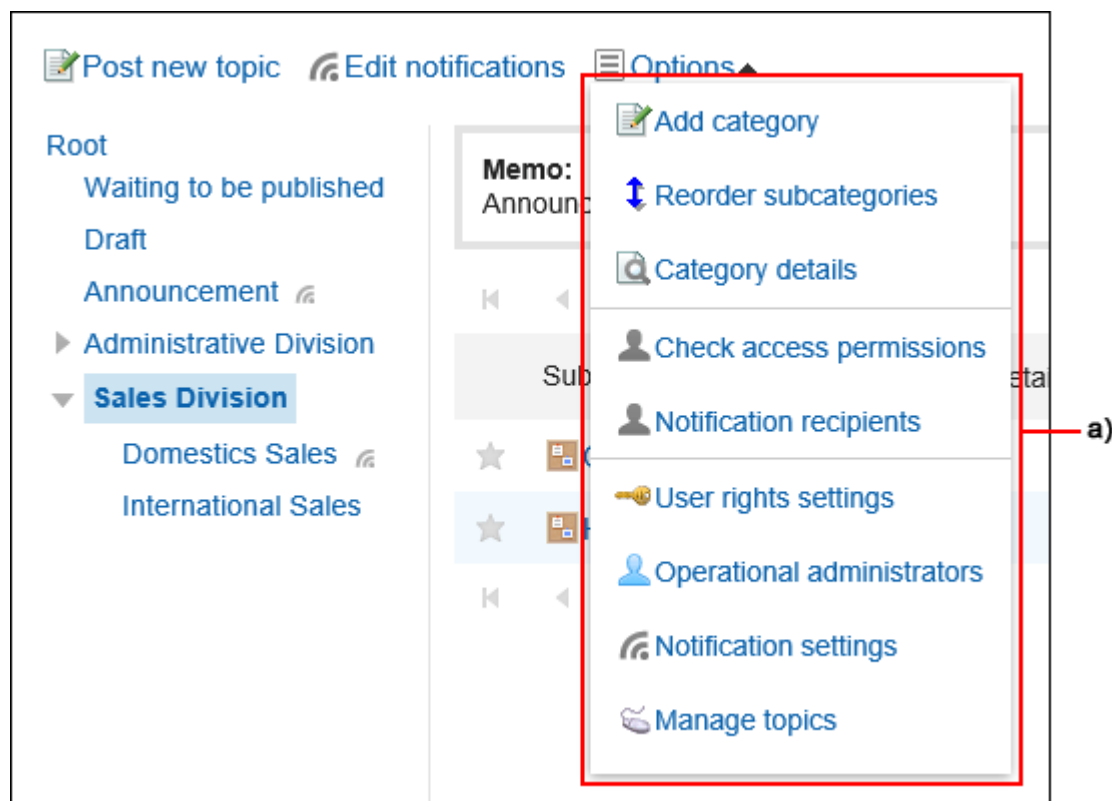 Post new topic Edit notifications Options
Root
Waiting to be published
Draft
Announcement
Administrative Division
Sales Division
Domestics Sales
International Sales
Memo:
Add category
Reorder subcategories
Category details
Check access permissions
Notification recipients
User rights settings
Operational administrators
Notification settings
Manage topics
a)